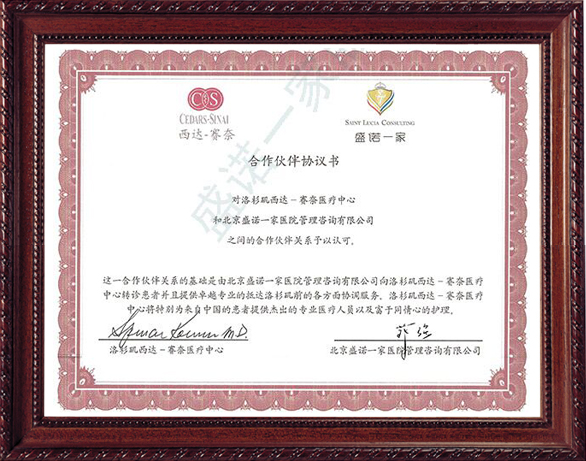 盛诺一家
CEDARS-SINAI
西达-赛奈
SAINT LUCIA CONSULTING
盛诺一家
合作伙伴协议书
对洛杉矶西达-赛奈医疗中心
和北京盛诺一家医院管理咨询有限公司
之间的合作伙伴关系予以认可。
这一合作伙伴关系的基础是由北京盛诺一家医院管理咨询有限公司向洛杉矶西达-赛奈医疗
中心转诊患者并且提供卓越专业的抵达洛杉矶前的各方面协调服务。洛杉矶西达-赛奈医疗
中心将特别为来自中国的患者提供杰出的专业医疗人员以及富于同情心的护理。
M.D.
洛杉矶西达-赛奈医疗中心
北京盛诺一家医院管理咨询有限公司